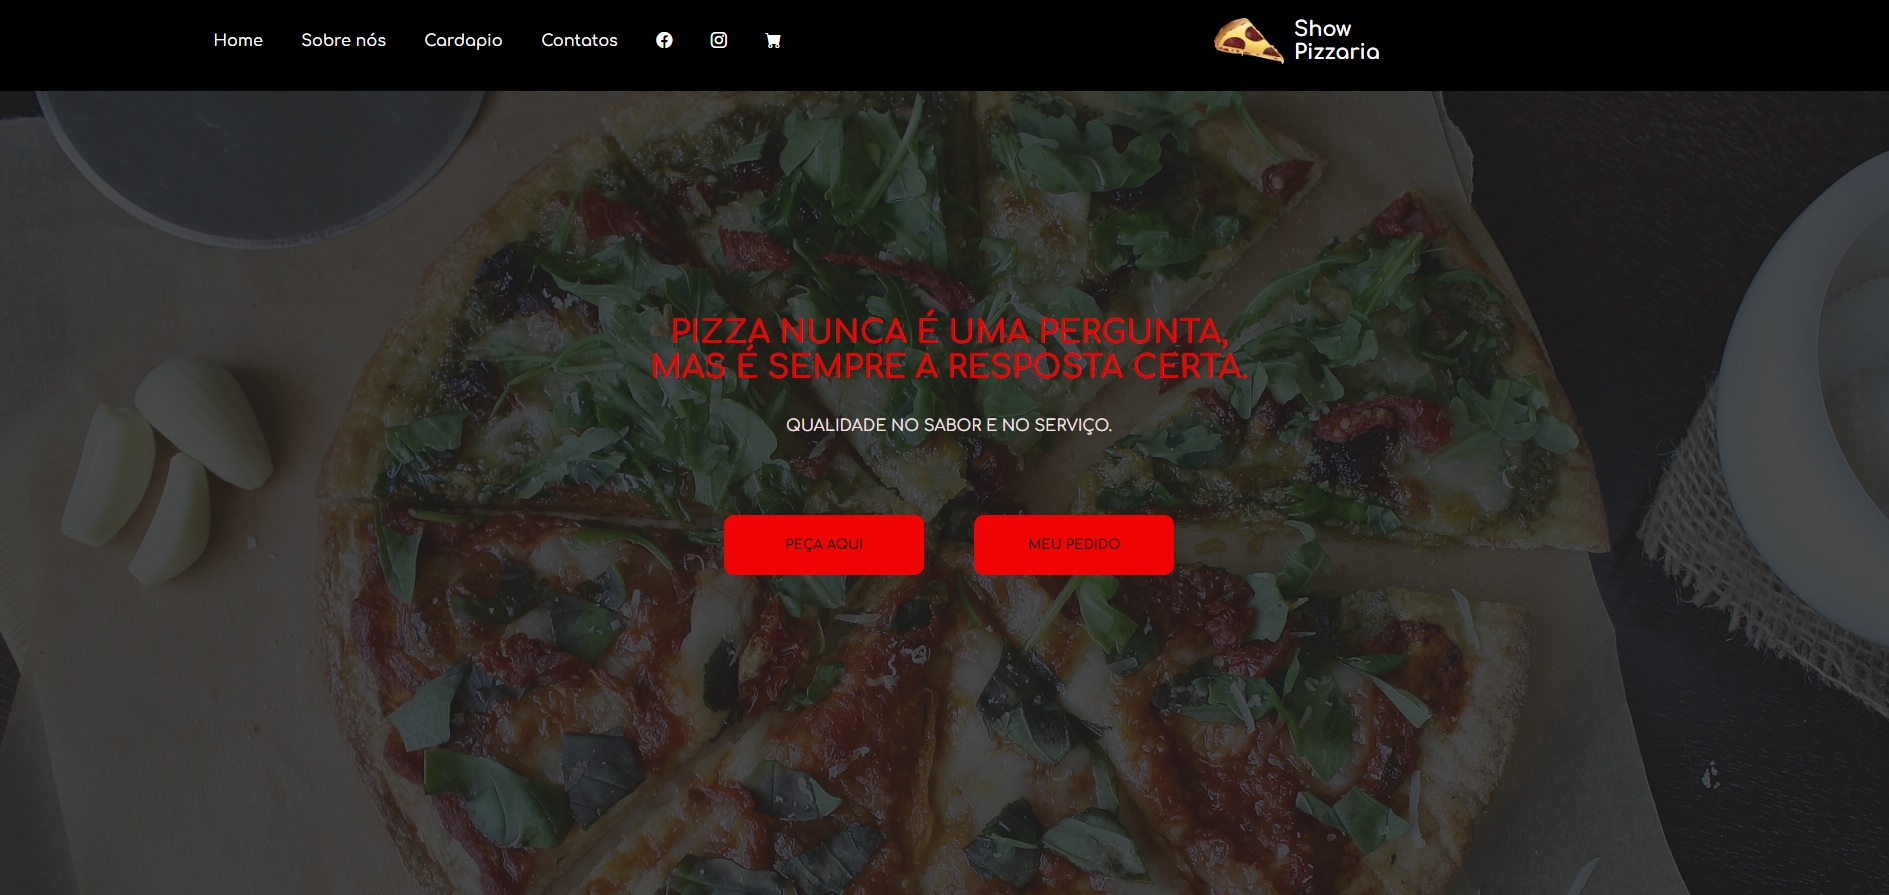 Home Sobre nós Cardapio Contatos
Show
Pizzaria
PIZZA NUNCA É UMA PERGUNTA,
MAS É SEMPRE A RESPOSTA CERTA.
QUALIDADE NO SABOR E NO SERVIÇO.
PEÇA AQUI MEU PEDIDO